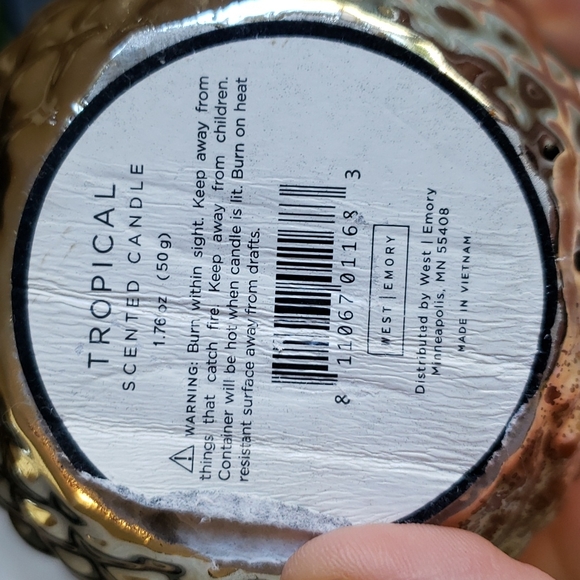 TROPICAL
SCENTED CANDLE
1.76 oz (50g)
⚠ WARNING: Burn within sight. Keep away from
things that catch fire. Keep away from children.
Container will be hot when candle is lit. Burn on heat
resistant surface away from drafts.
8 11067 01168 3
WEST | EMORY
Distributed by West | Emory
Minneapolis, MN 55408
MADE IN VIETNAM